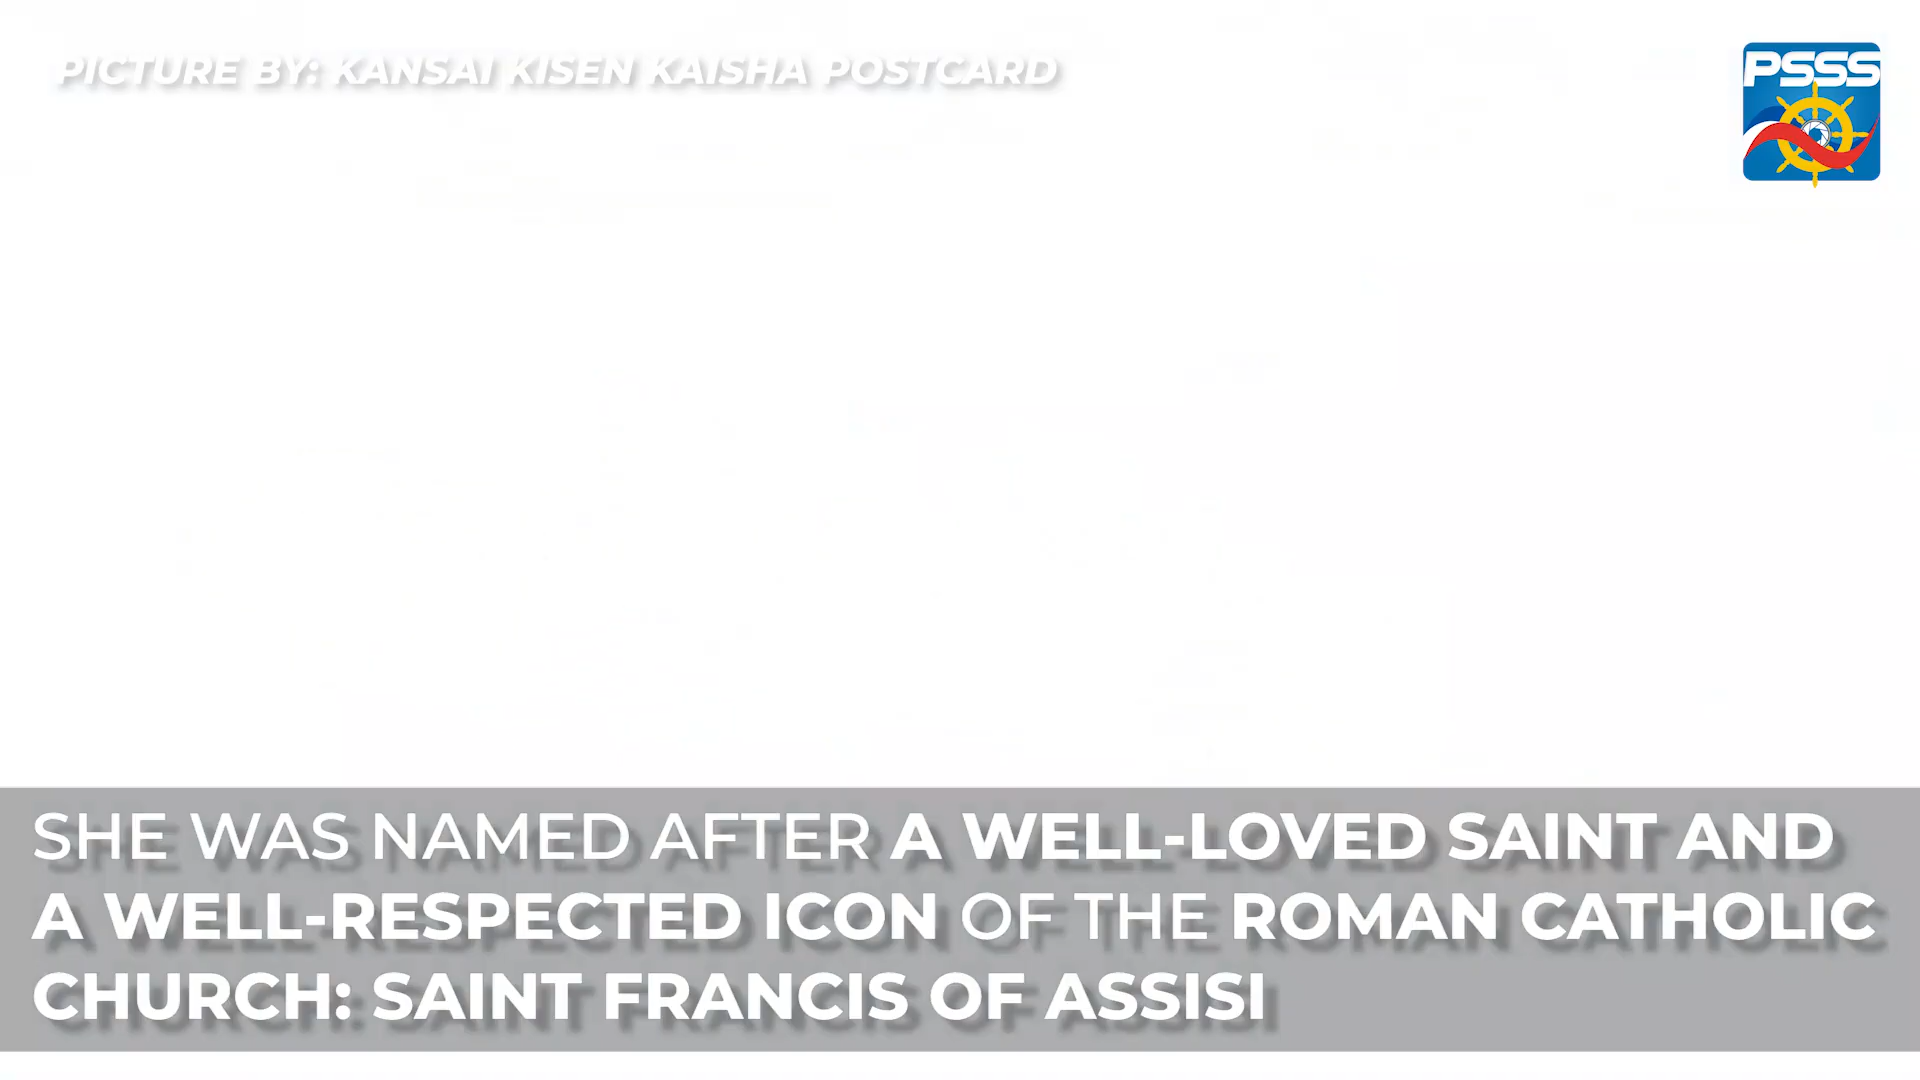 PICTURE BY: KANSAI KISEN KAISHA POSTCARD
PSSS
SHE WAS NAMED AFTER A WELL-LOVED SAINT AND
A WELL-RESPECTED ICON OF THE ROMAN CATHOLIC
CHURCH: SAINT FRANCIS OF ASSISI